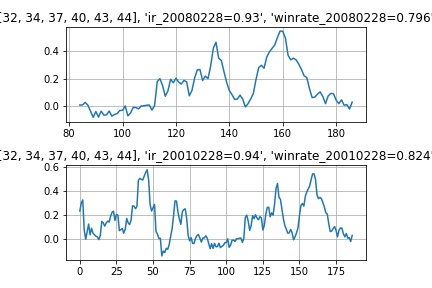 [32, 34, 37, 40, 43, 44], 'ir_20080228=0.93', 'winrate_20080228=0.796'
0.4
0.2
0.0
80 100 120 140 160 180
[32, 34, 37, 40, 43, 44], 'ir_20010228=0.94', 'winrate_20010228=0.824'
0.6
0.4
0.2
0.0
0 25 50 75 100 125 150 175